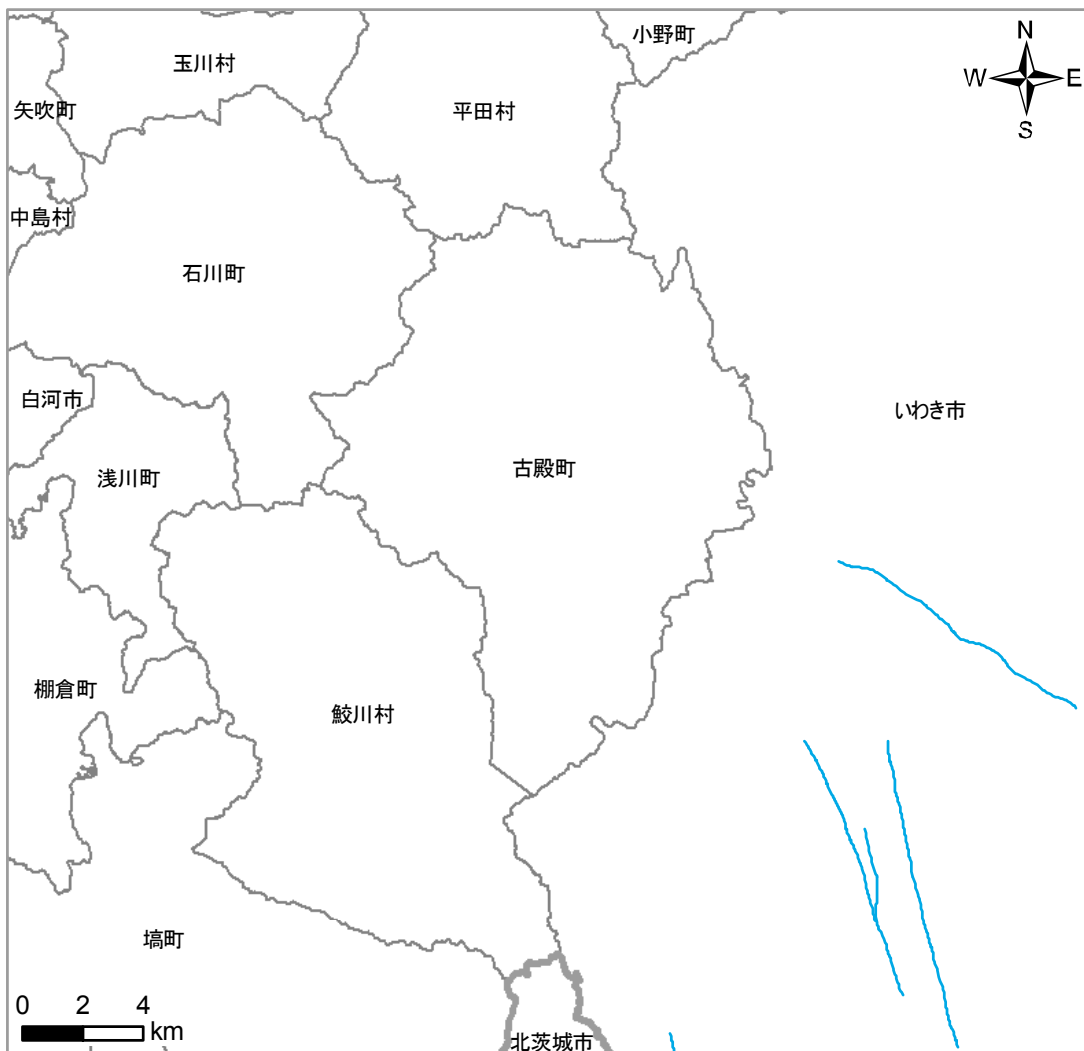 小野町
N
玉川村
W
E
矢吹町
平田村
S
中島村
石川町
白河市
いわき市
浅川町
古殿町
棚倉町
鮫川村
塙町
0 2 4
km
北茨城市